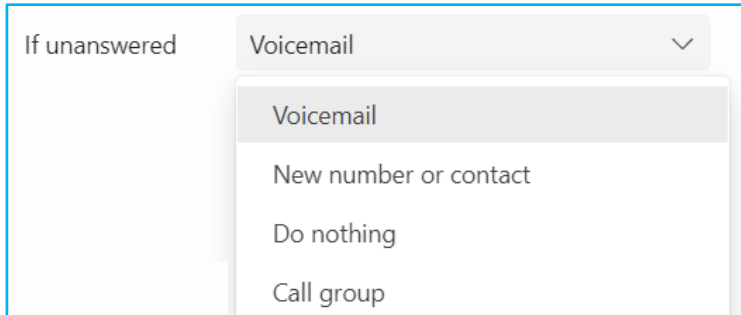 If unanswered Voicemail
Voicemail
New number or contact
Do nothing
Call group